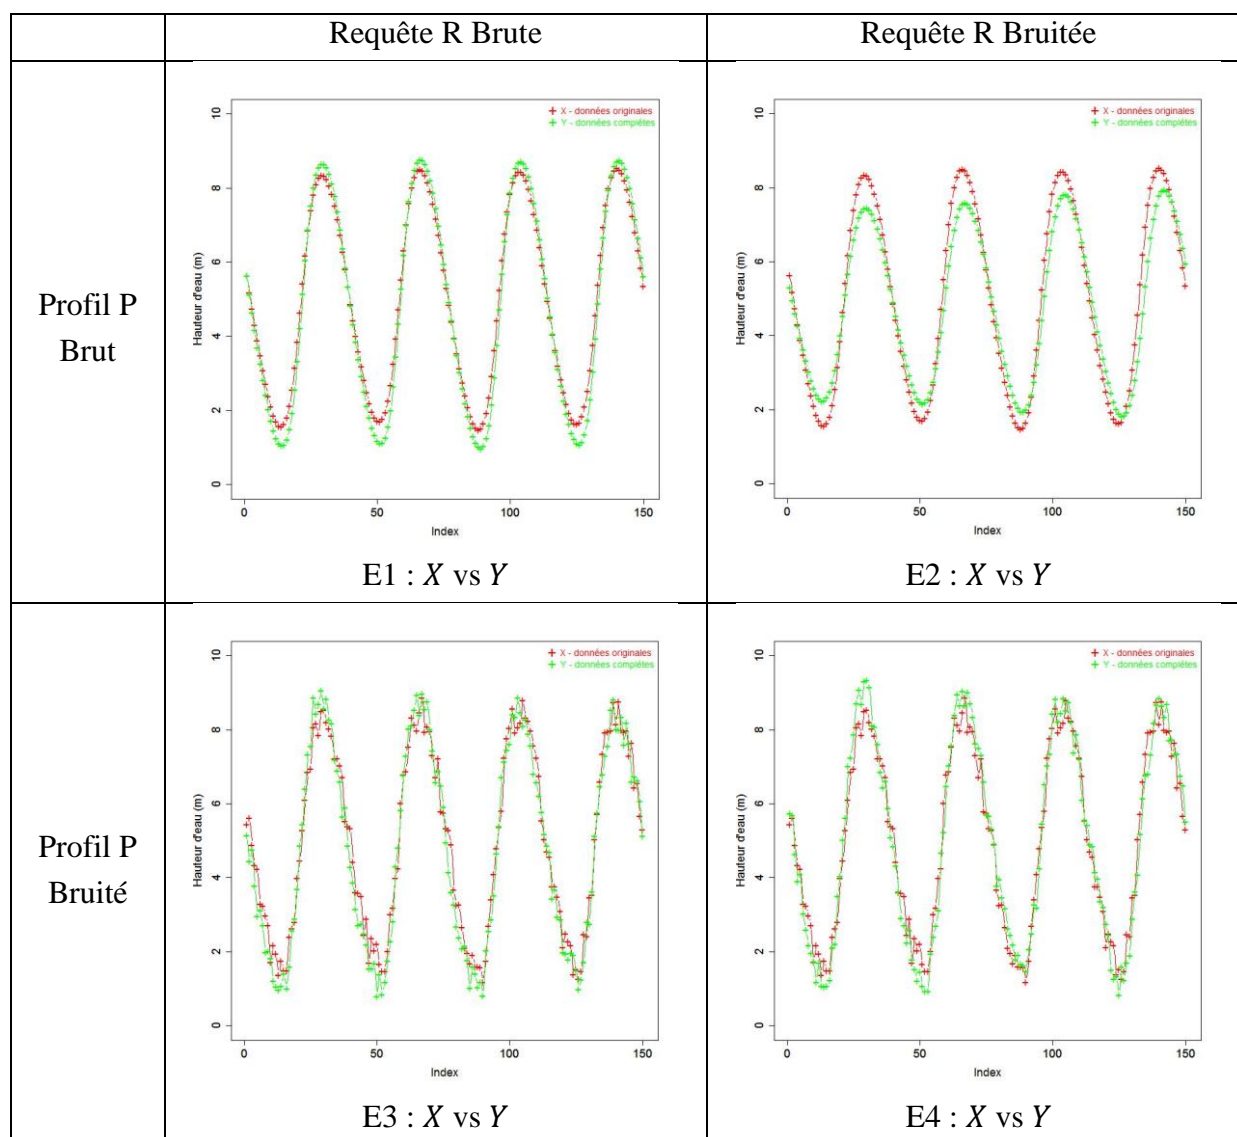 Requête R Brute
Requête R Bruitée
Profil P
Brut
X - données originales
Y - données complètes
Hauteur d'eau (m)
0
2
4
6
8
10
0
50
100
150
Index
E1 : X vs Y
X - données originales
Y - données complètes
Hauteur d'eau (m)
0
2
4
6
8
10
0
50
100
150
Index
E2 : X vs Y
Profil P
Bruité
X - données originales
Y - données complètes
Hauteur d'eau (m)
0
2
4
6
8
10
0
50
100
150
Index
E3 : X vs Y
X - données originales
Y - données complètes
Hauteur d'eau (m)
0
2
4
6
8
10
0
50
100
150
Index
E4 : X vs Y